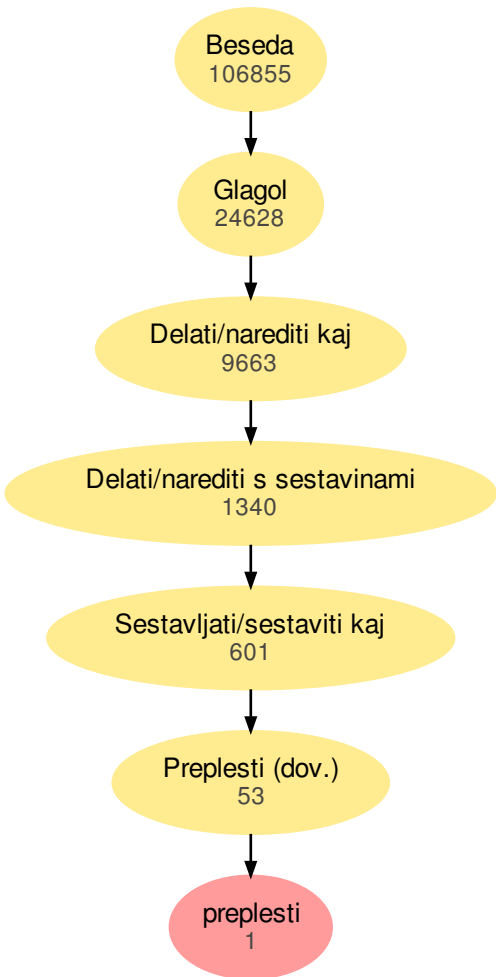 Beseda
106855
Glagol
24628
Delati/narediti kaj
9663
Delati/narediti s sestavinami
1340
Sestavljati/sestaviti kaj
601
Preplesti (dov.)
53
preplesti
1